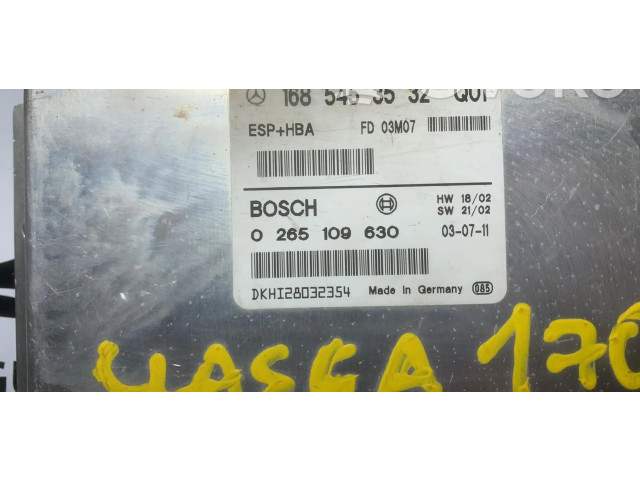 168 545 35 32 Q01
ESP+HBA FD 03M07
BOSCH HW 18/02
SW 21/02
0 265 109 630 03-07-11
DKHI28032354 Made in Germany 085
170